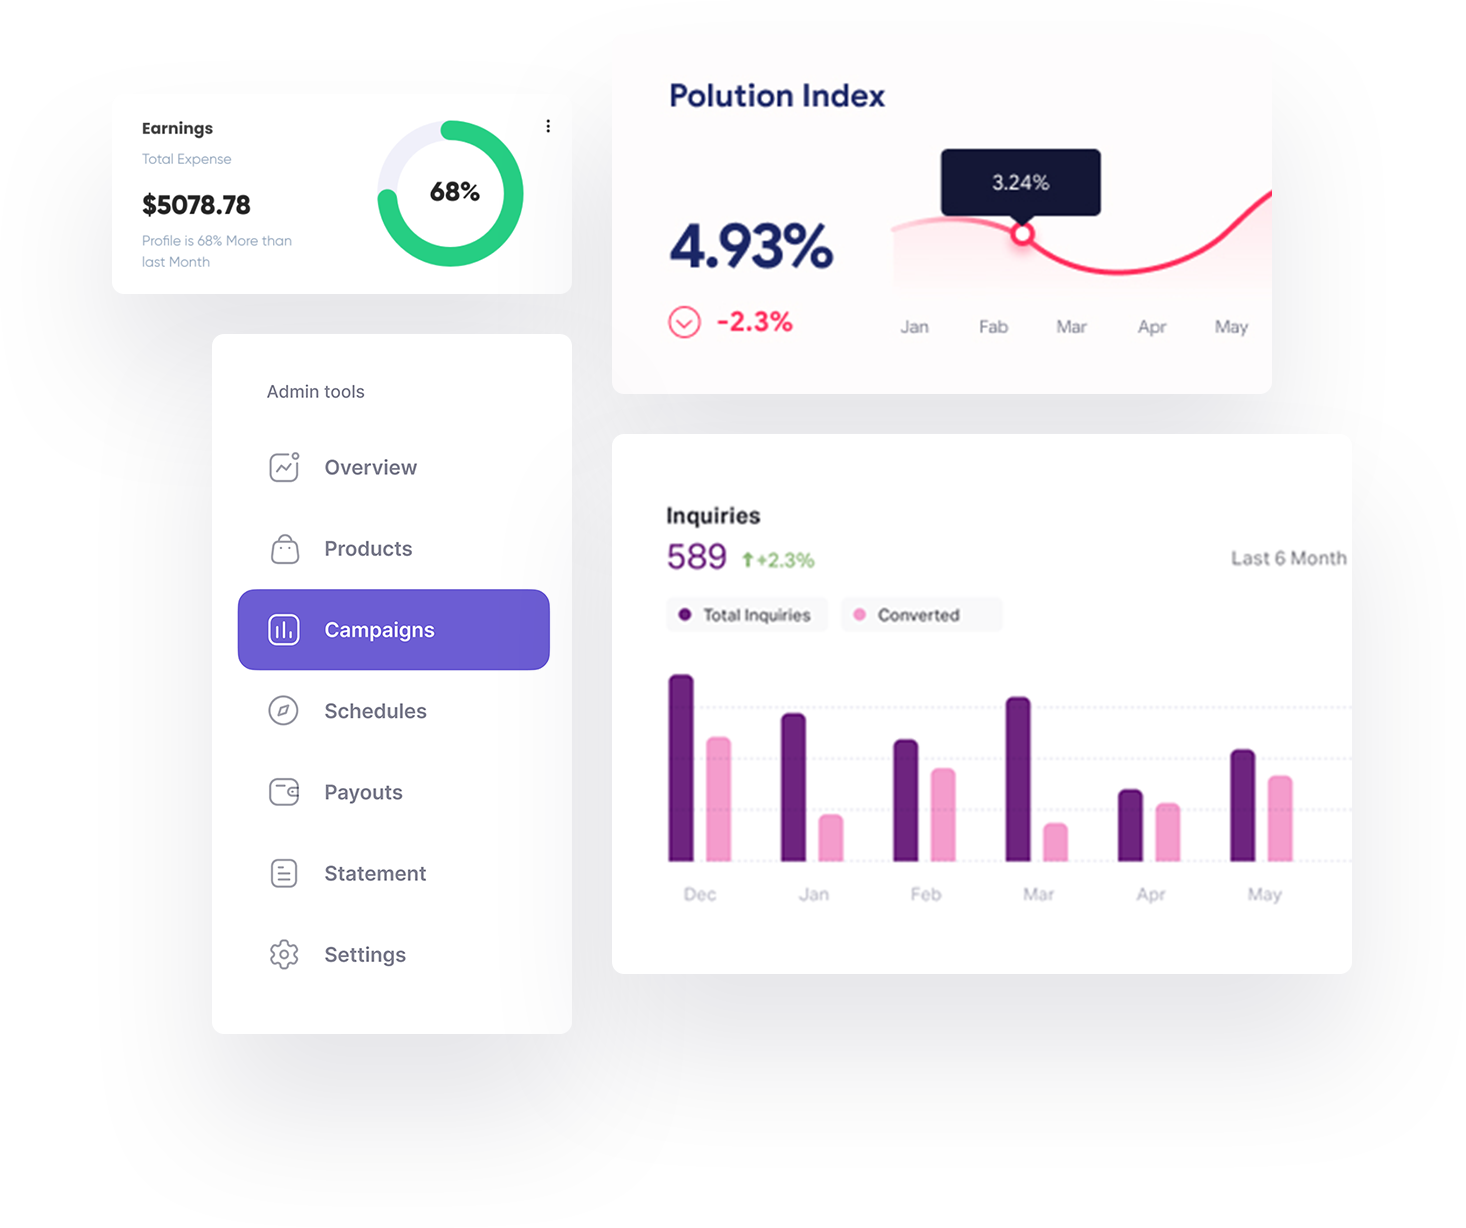 Earnings
Total Expense
$5078.78
Profile is 68% More than
last Month
68%
Polution Index
3.24%
4.93%
-2.3%
Jan Fab Mar Apr May
Admin tools
Overview
Products
Campaigns
Schedules
Payouts
Statement
Settings
Inquiries
589 +2.3%
Last 6 Month
Total Inquiries Converted
Dec Jan Feb Mar Apr May